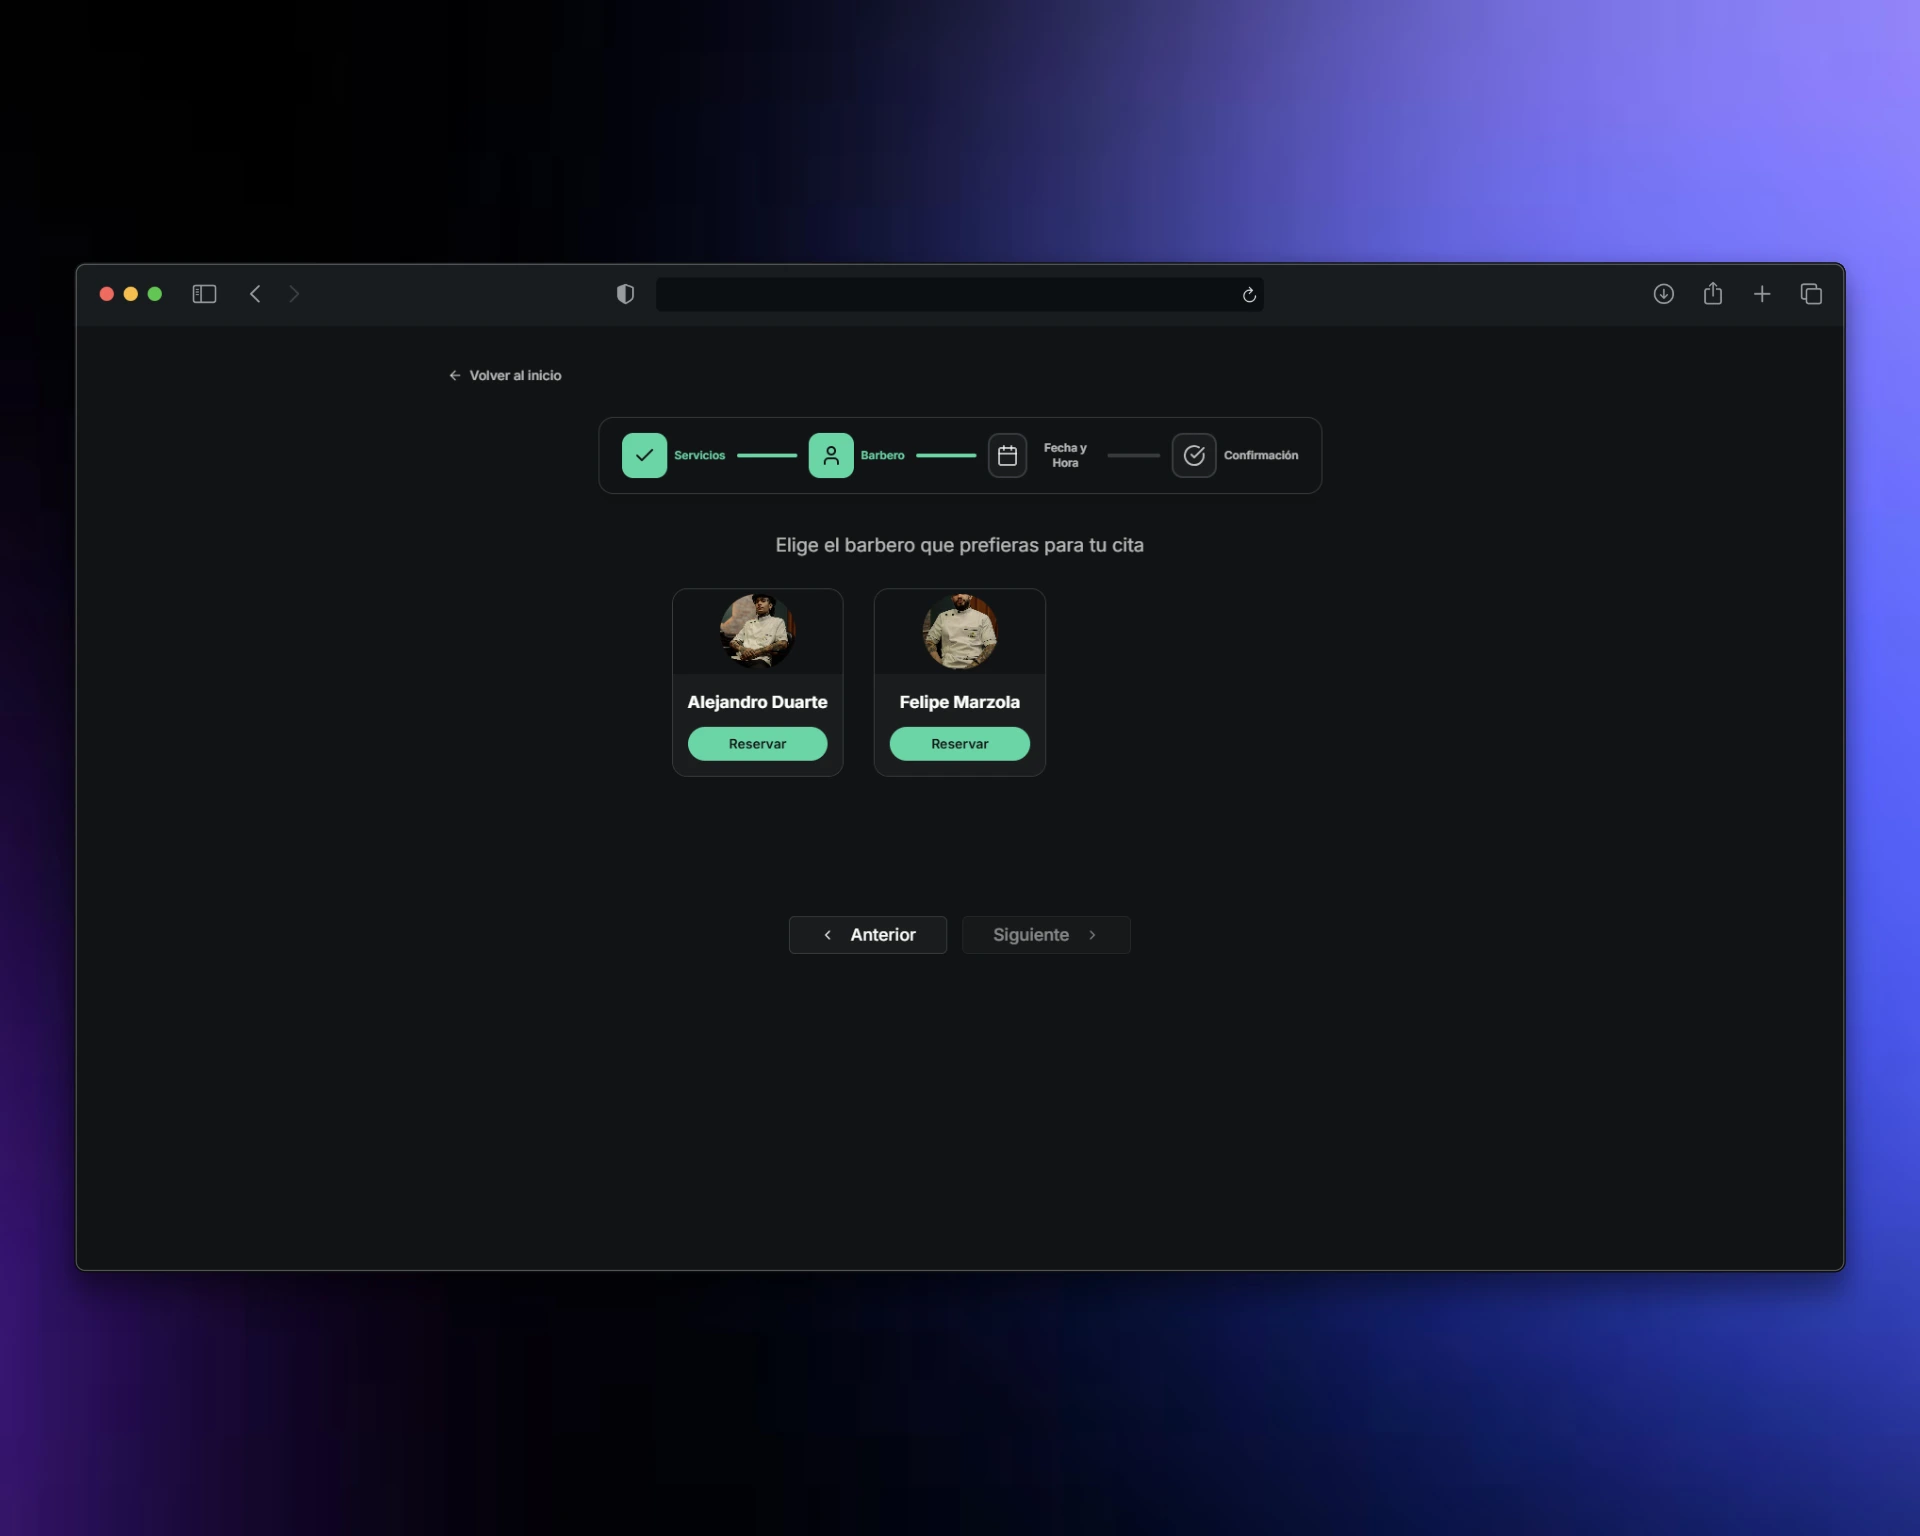 Volver al inicio
Servicios
Barbero
Fecha y
Hora
Confirmación
Elige el barbero que prefieras para tu cita
Alejandro Duarte
Felipe Marzola
Reservar
Reservar
Anterior
Siguiente